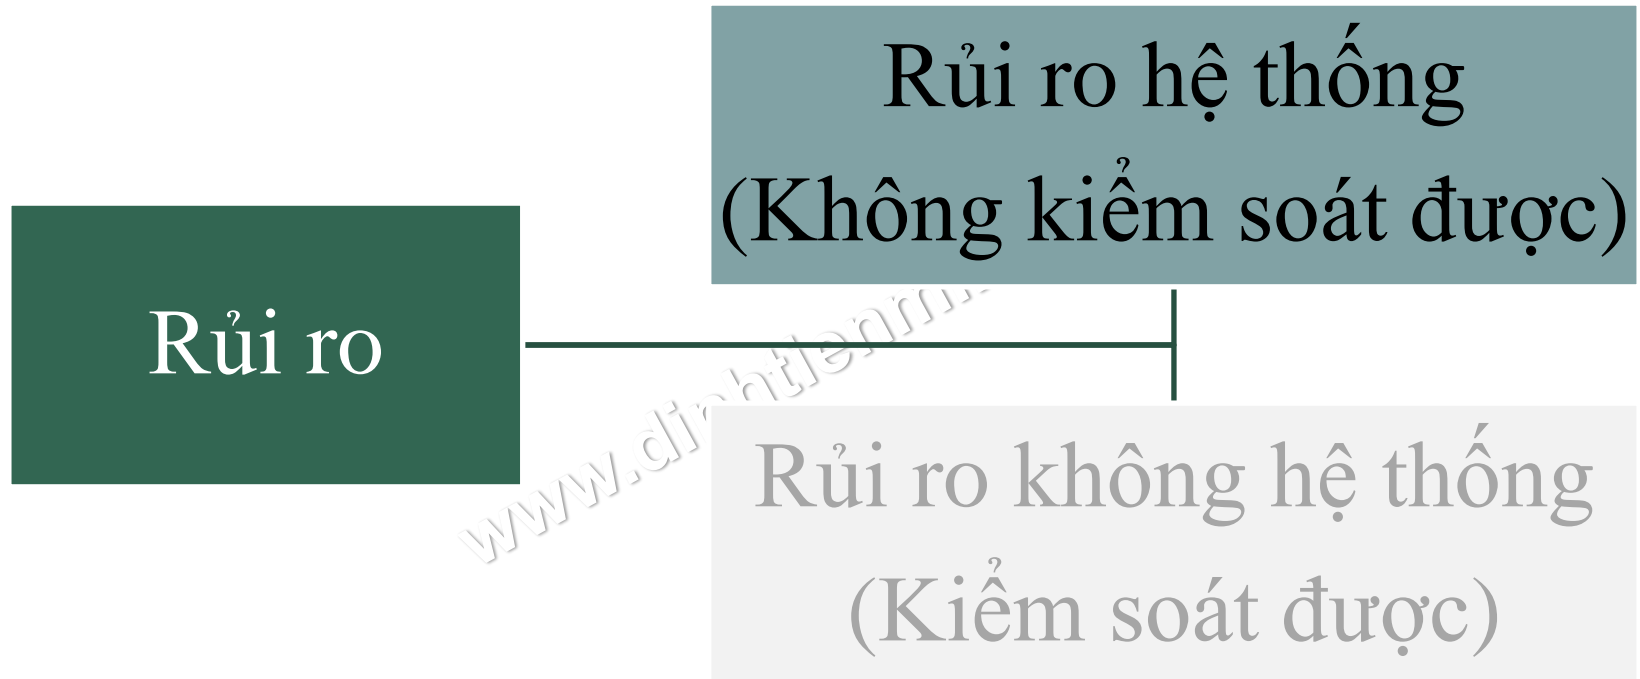 Rủi ro hệ thống
(Không kiểm soát được)
Rủi ro
Rủi ro không hệ thống
(Kiểm soát được)